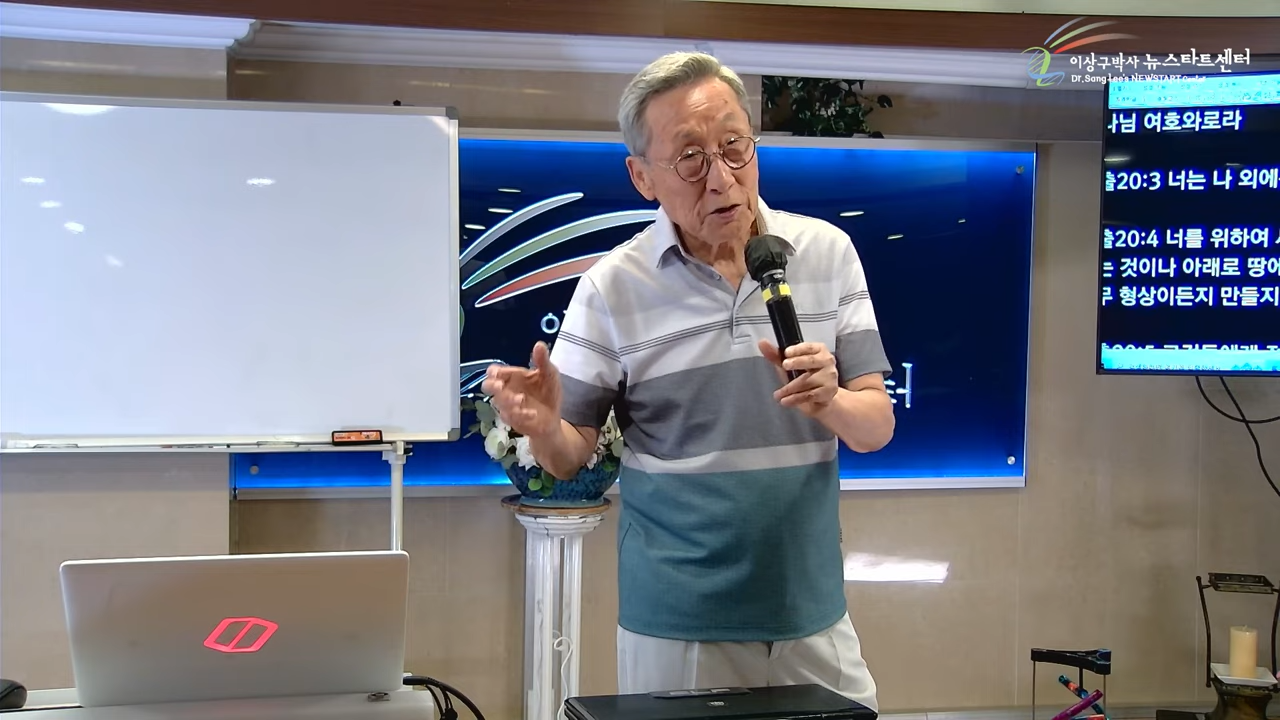 이상구박사 뉴스타트센터
Dr. Sang Lee's NEWSTART
나님 여호와로라
출20:3 너는 나 외에
출20:4 너를 위하여
는 것이나 아래로 땅에
무 형상이든지 만들지